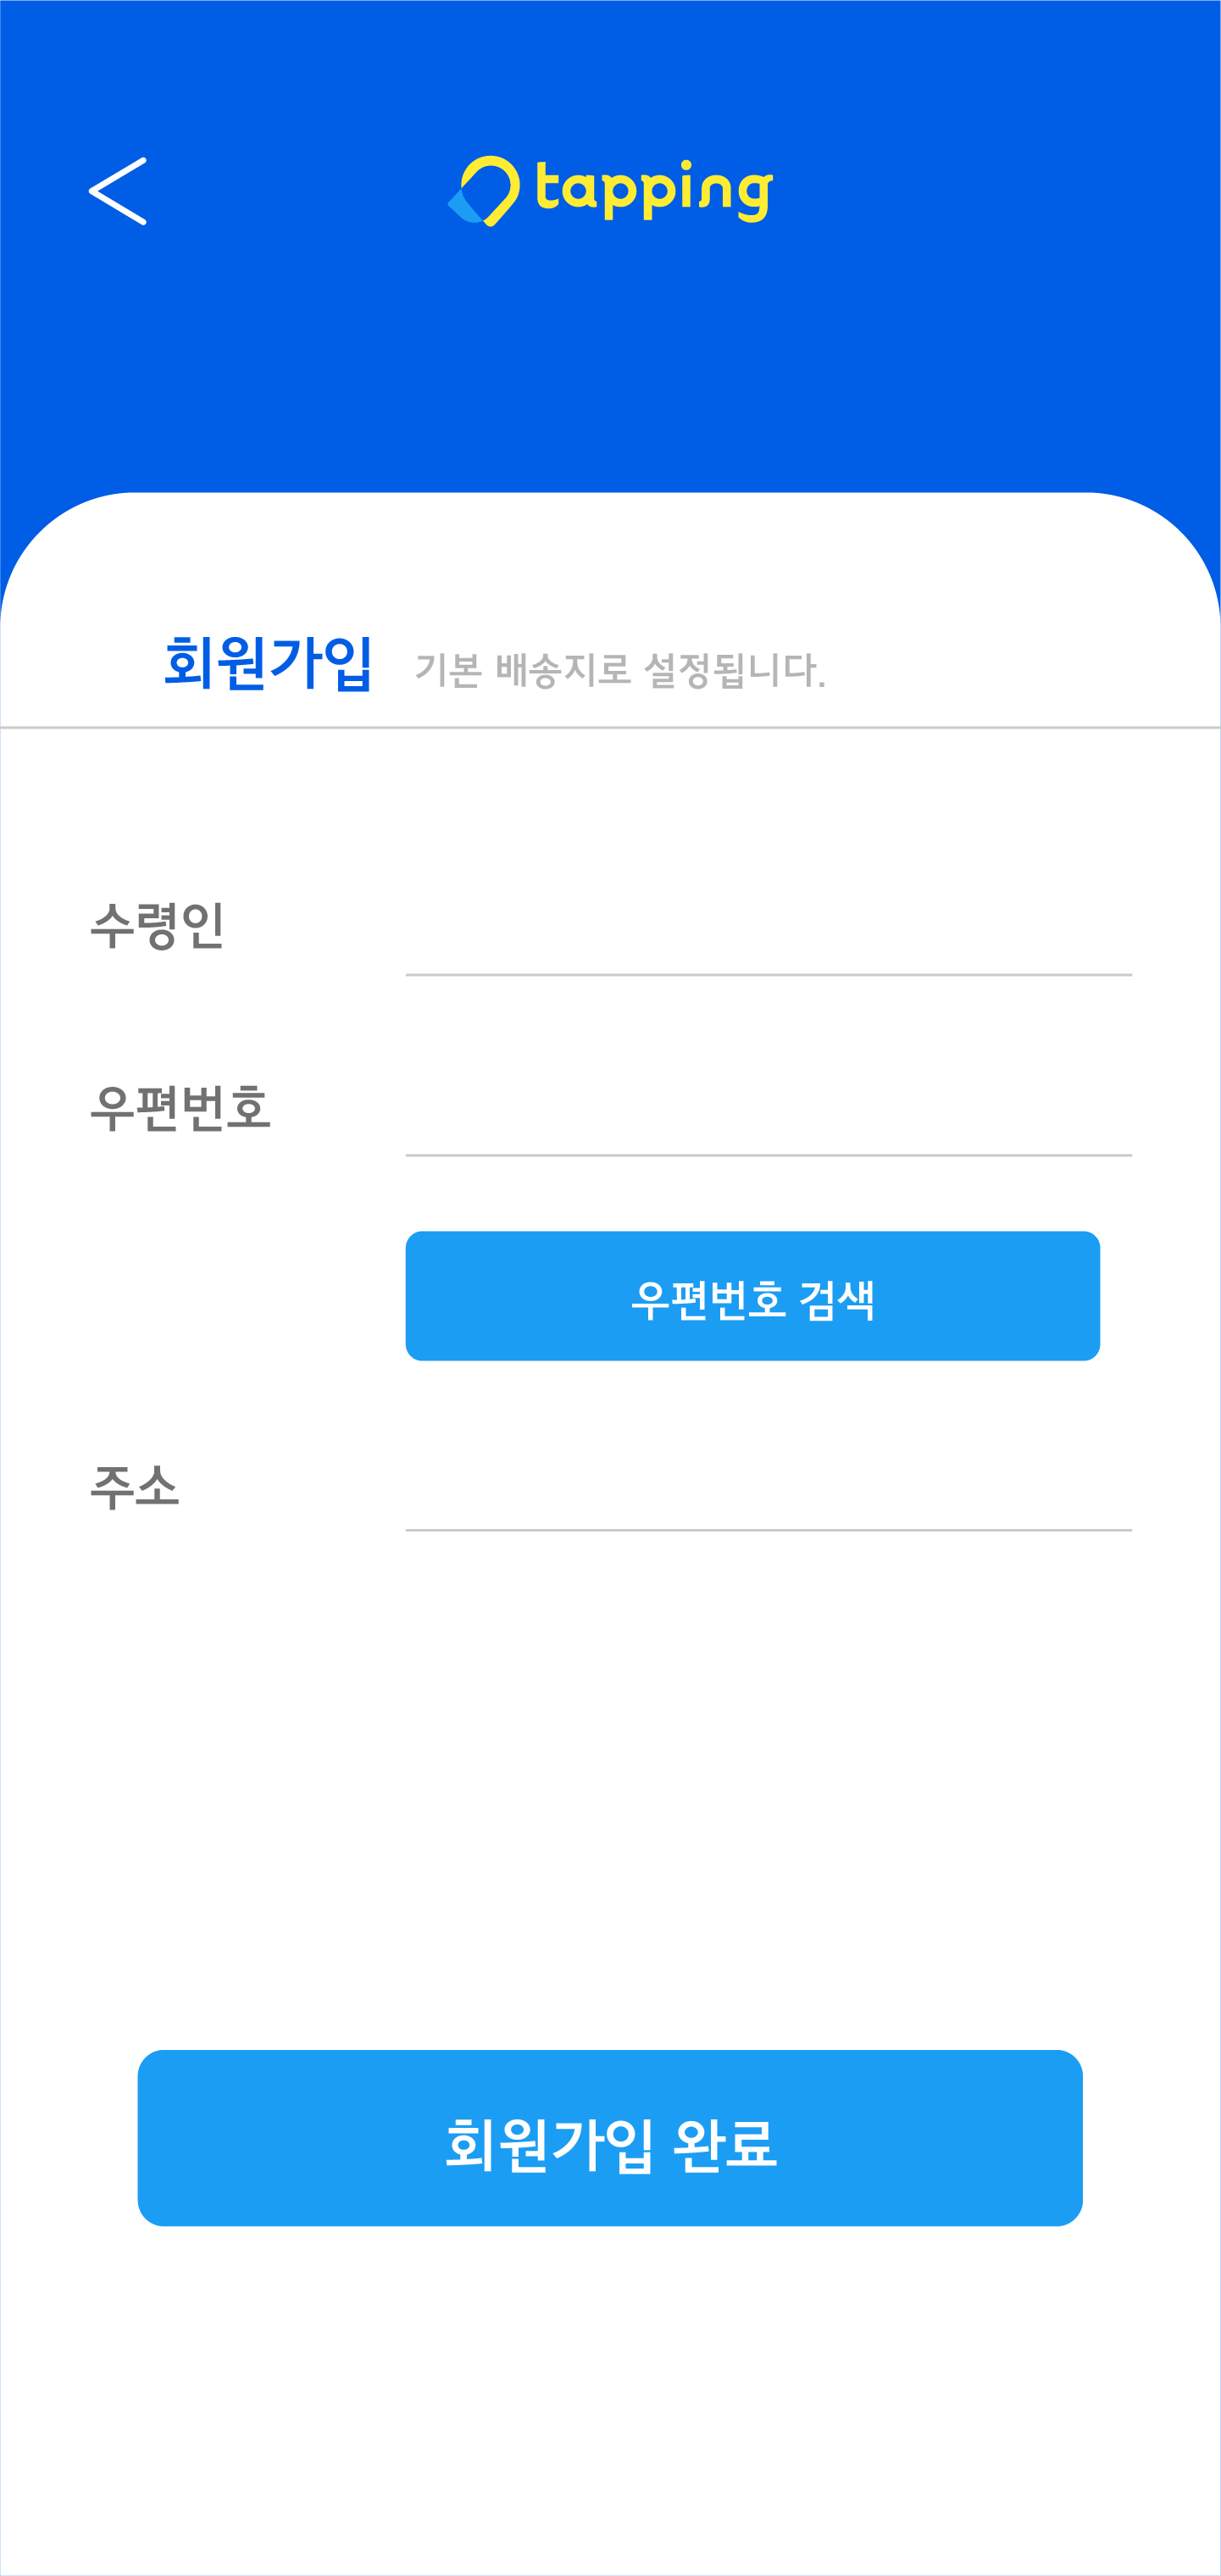 tapping
회원가입 기본 배송지로 설정됩니다.
수령인
우편번호
우편번호 검색
주소
회원가입 완료